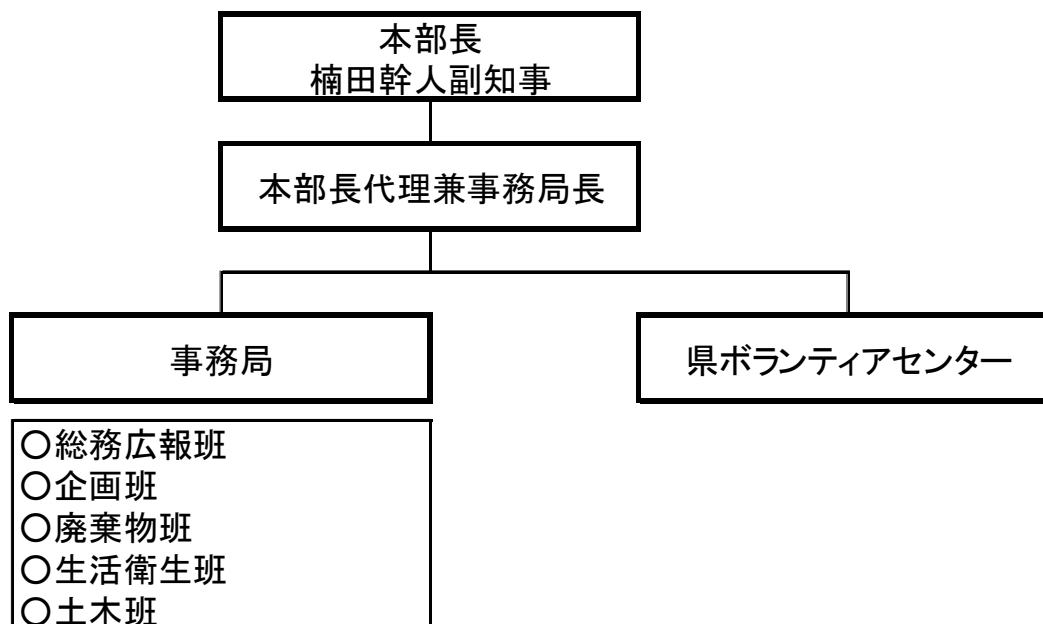 本部長
楠田幹人副知事
本部長代理兼事務局長
事務局
県ボランティアセンター
○総務広報班
○企画班
○廃棄物班
○生活衛生班
○土木班